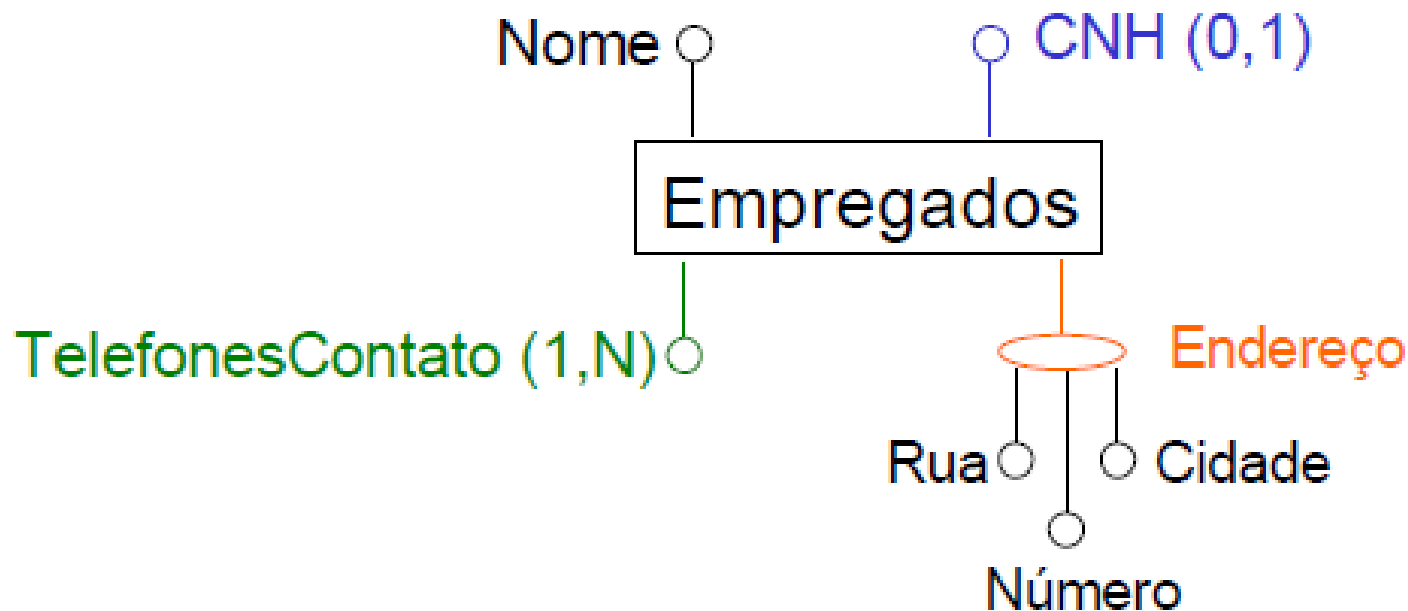 Nome
CNH (0,1)
Empregados
TelefonesContato (1,N)
Endereço
Rua
Cidade
Número